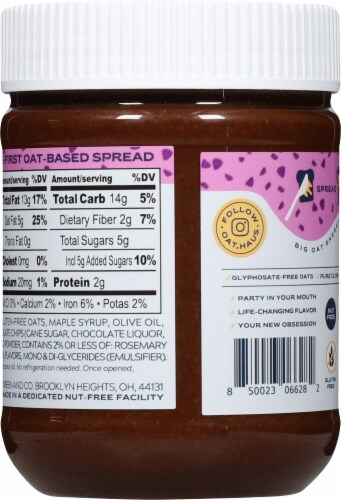 FIRST OAT-BASED SPREAD
Amount/serving %DV Amount/serving %DV
Total Fat 13g 17% Total Carb 14g 5%
Sat Fat 5g 25% Dietary Fiber 2g 7%
Trans Fat 0g Total Sugars 5g
Cholest 0mg 0% Incl 5g Added Sugars 10%
Sodium 20mg 1% Protein 2g
0% • Calcium 2% • Iron 6% • Potas 2%
GLUTEN-FREE OATS, MAPLE SYRUP, OLIVE OIL,
CHIPS (CANE SUGAR, CHOCOLATE LIQUOR,
POWDER, CONTAINS 2% OR LESS OF: ROSEMARY
FLAVORS, MONO & DI-GLYCERIDES (EMULSIFIER).
No refrigeration needed. Once opened,
GREEN AND CO. BROOKLYN HEIGHTS, OH, 44131
MADE IN A DEDICATED NUT-FREE FACILITY
SPREAD
FOLLOW
OAT.HAUS
BIG OAT ENERGY
✓ GLYPHOSATE-FREE OATS
✓ PARTY IN YOUR MOUTH
✓ LIFE-CHANGING FLAVOR
✓ YOUR NEW OBSESSION
NUT
FREE
GLUTEN
FREE
8 50023 06628 2